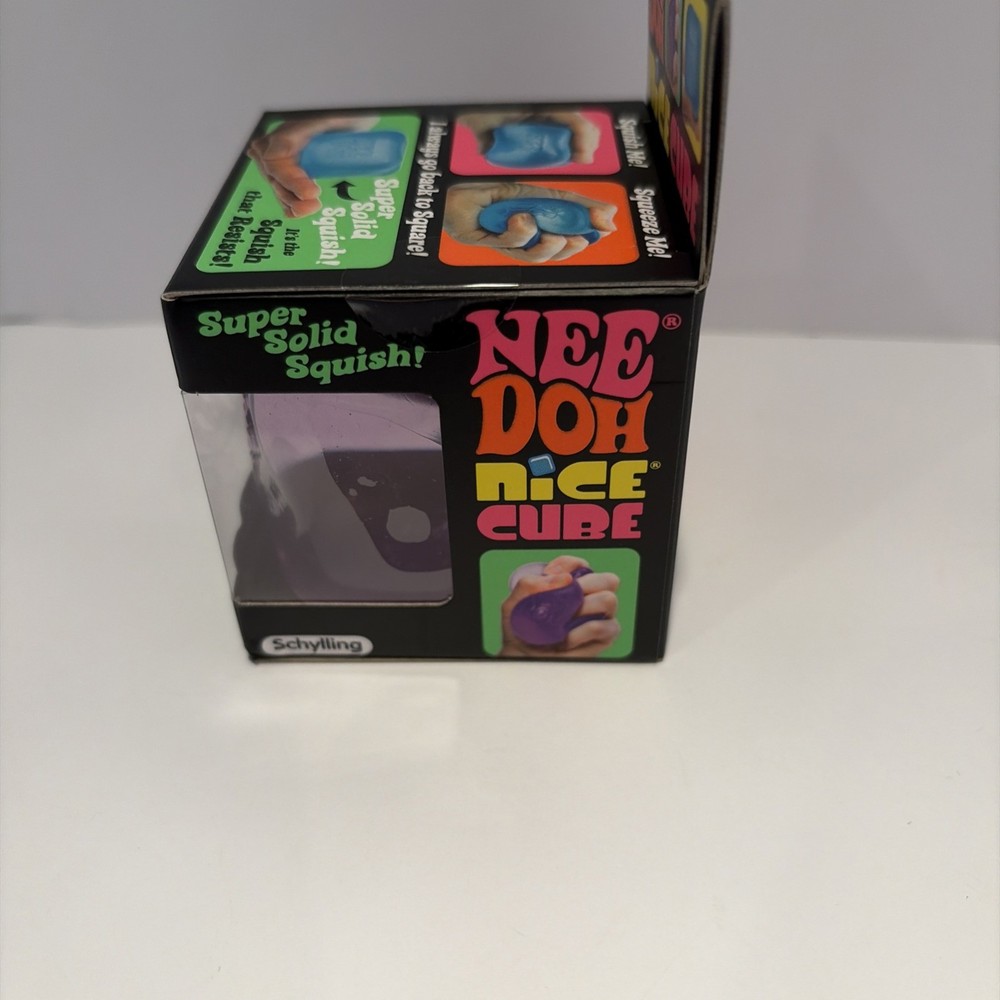 Squish Me!
Squeeze Me!
I always go back to Square!
Super
Solid
Squish!
It's the
Squish
that Resists!
Super
Solid
Squish!
NEE®
DOH
nice®
CUBE
Schylling